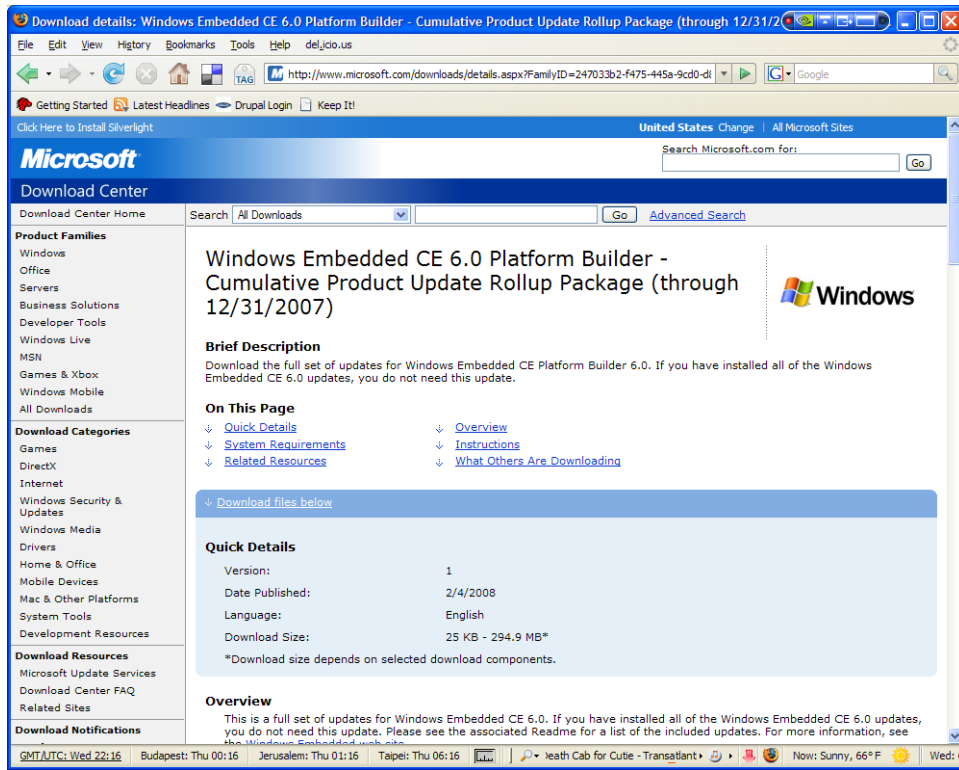 Download details: Windows Embedded CE 6.0 Platform Builder - Cumulative Product Update Rollup Package (through 12/31/2
File Edit View History Bookmarks Tools Help del.icio.us
TAG http://www.microsoft.com/downloads/details.aspx?FamilyID=247033b2-f475-445a-9cd0-d G Google
Getting Started Latest Headlines Drupal Login Keep It!
Click Here to Install Silverlight United States Change | All Microsoft Sites
Microsoft Search Microsoft.com for: Go
Download Center
Download Center Home Search All Downloads Go Advanced Search
Product Families
Windows
Office
Servers
Business Solutions
Developer Tools
Windows Live
MSN
Games & Xbox
Windows Mobile
All Downloads
Download Categories
Games
DirectX
Internet
Windows Security &
Updates
Windows Media
Drivers
Home & Office
Mobile Devices
Mac & Other Platforms
System Tools
Development Resources
Download Resources
Microsoft Update Services
Download Center FAQ
Related Sites
Download Notifications
Windows Embedded CE 6.0 Platform Builder -
Cumulative Product Update Rollup Package (through
12/31/2007)
Windows
Brief Description
Download the full set of updates for Windows Embedded CE Platform Builder 6.0. If you have installed all of the Windows
Embedded CE 6.0 updates, you do not need this update.
On This Page
Quick Details Overview
System Requirements Instructions
Related Resources What Others Are Downloading
Download files below
Quick Details
Version: 1
Date Published: 2/4/2008
Language: English
Download Size: 25 KB - 294.9 MB*
*Download size depends on selected download components.
Overview
This is a full set of updates for Windows Embedded CE 6.0. If you have installed all of the Windows Embedded CE 6.0 updates,
you do not need this update. Please see the associated Readme for a list of the included updates. For more information, see
the Windows Embedded web site.
GMT/UTC: Wed 22:16 Budapest: Thu 00:16 Jerusalem: Thu 01:16 Taipei: Thu 06:16 Death Cab for Cutie - Transatlant Now: Sunny, 66° F Wed: